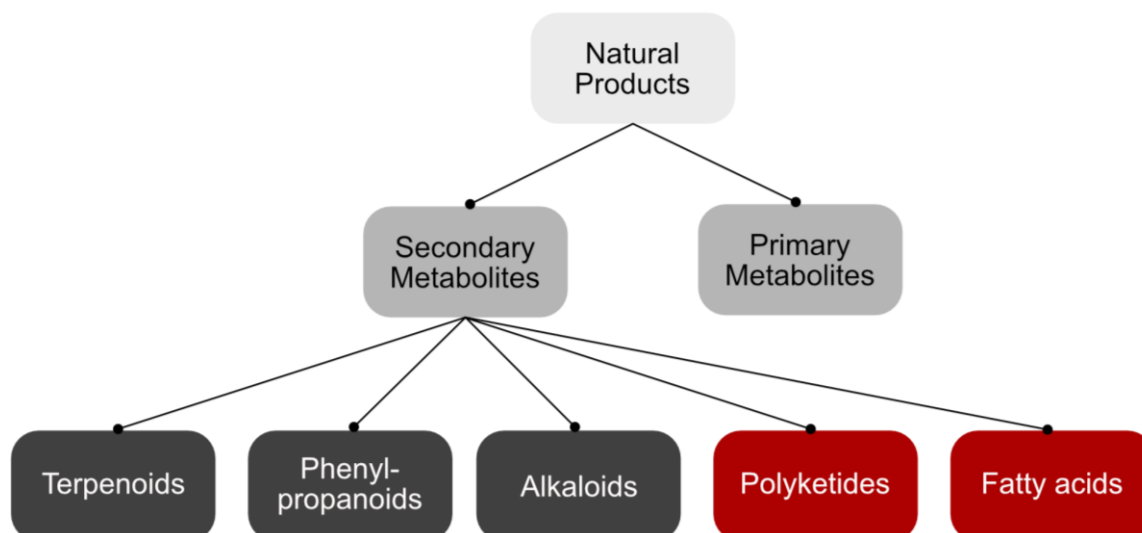 Natural
Products
Secondary
Metabolites
Primary
Metabolites
Terpenoids
Phenyl-
propanoids
Alkaloids
Polyketides
Fatty acids